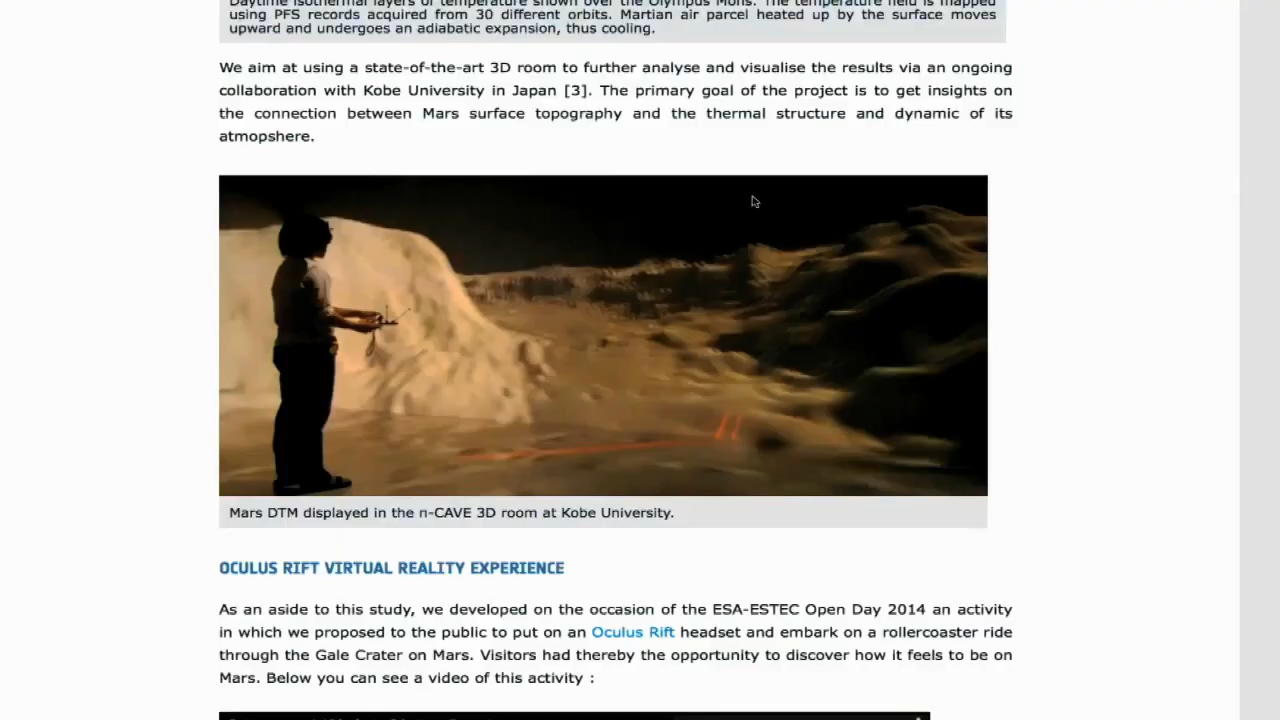 Daytime isothermal layers of temperature shown over the Olympus Mons. The temperature field is mapped
using PFS records acquired from 30 different orbits. Martian air parcel heated up by the surface moves
upward and undergoes an adiabatic expansion, thus cooling.
We aim at using a state-of-the-art 3D room to further analyse and visualise the results via an ongoing
collaboration with Kobe University in Japan [3]. The primary goal of the project is to get insights on
the connection between Mars surface topography and the thermal structure and dynamic of its
atmopshere.
Mars DTM displayed in the π-CAVE 3D room at Kobe University.
OCULUS RIFT VIRTUAL REALITY EXPERIENCE
As an aside to this study, we developed on the occasion of the ESA-ESTEC Open Day 2014 an activity
in which we proposed to the public to put on an Oculus Rift headset and embark on a rollercoaster ride
through the Gale Crater on Mars. Visitors had thereby the opportunity to discover how it feels to be on
Mars. Below you can see a video of this activity :